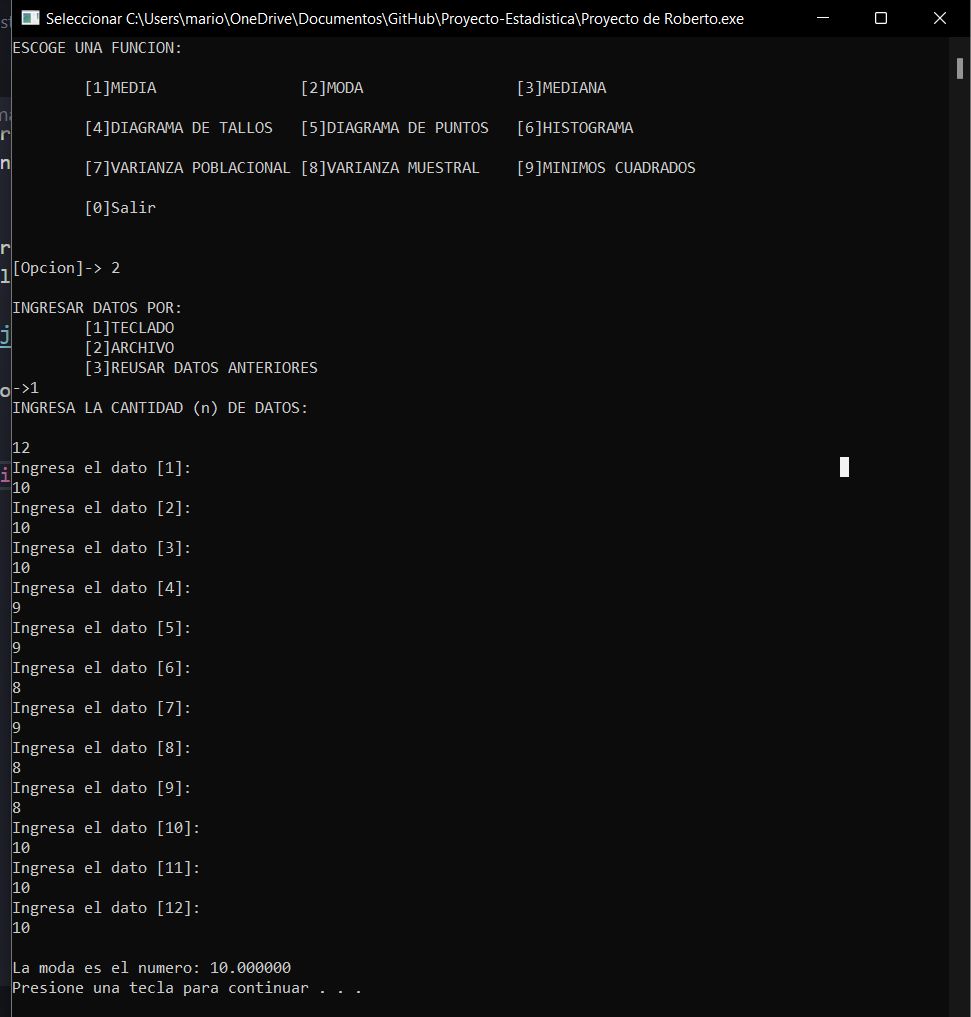 Seleccionar C:\Users\mario\OneDrive\Documentos\GitHub\Proyecto-Estadistica\Proyecto de Roberto.exe
ESCOGE UNA FUNCION:
[1]MEDIA [2]MODA [3]MEDIANA
[4]DIAGRAMA DE TALLOS [5]DIAGRAMA DE PUNTOS [6]HISTOGRAMA
[7]VARIANZA POBLACIONAL [8]VARIANZA MUESTRAL [9]MINIMOS CUADRADOS
[0]Salir
[Opcion]-> 2
INGRESAR DATOS POR:
[1]TECLADO
[2]ARCHIVO
[3]REUSAR DATOS ANTERIORES
->1
INGRESA LA CANTIDAD (n) DE DATOS:
12
Ingresa el dato [1]:
10
Ingresa el dato [2]:
10
Ingresa el dato [3]:
10
Ingresa el dato [4]:
9
Ingresa el dato [5]:
9
Ingresa el dato [6]:
8
Ingresa el dato [7]:
9
Ingresa el dato [8]:
8
Ingresa el dato [9]:
8
Ingresa el dato [10]:
10
Ingresa el dato [11]:
10
Ingresa el dato [12]:
10
La moda es el numero: 10.000000
Presione una tecla para continuar . . .